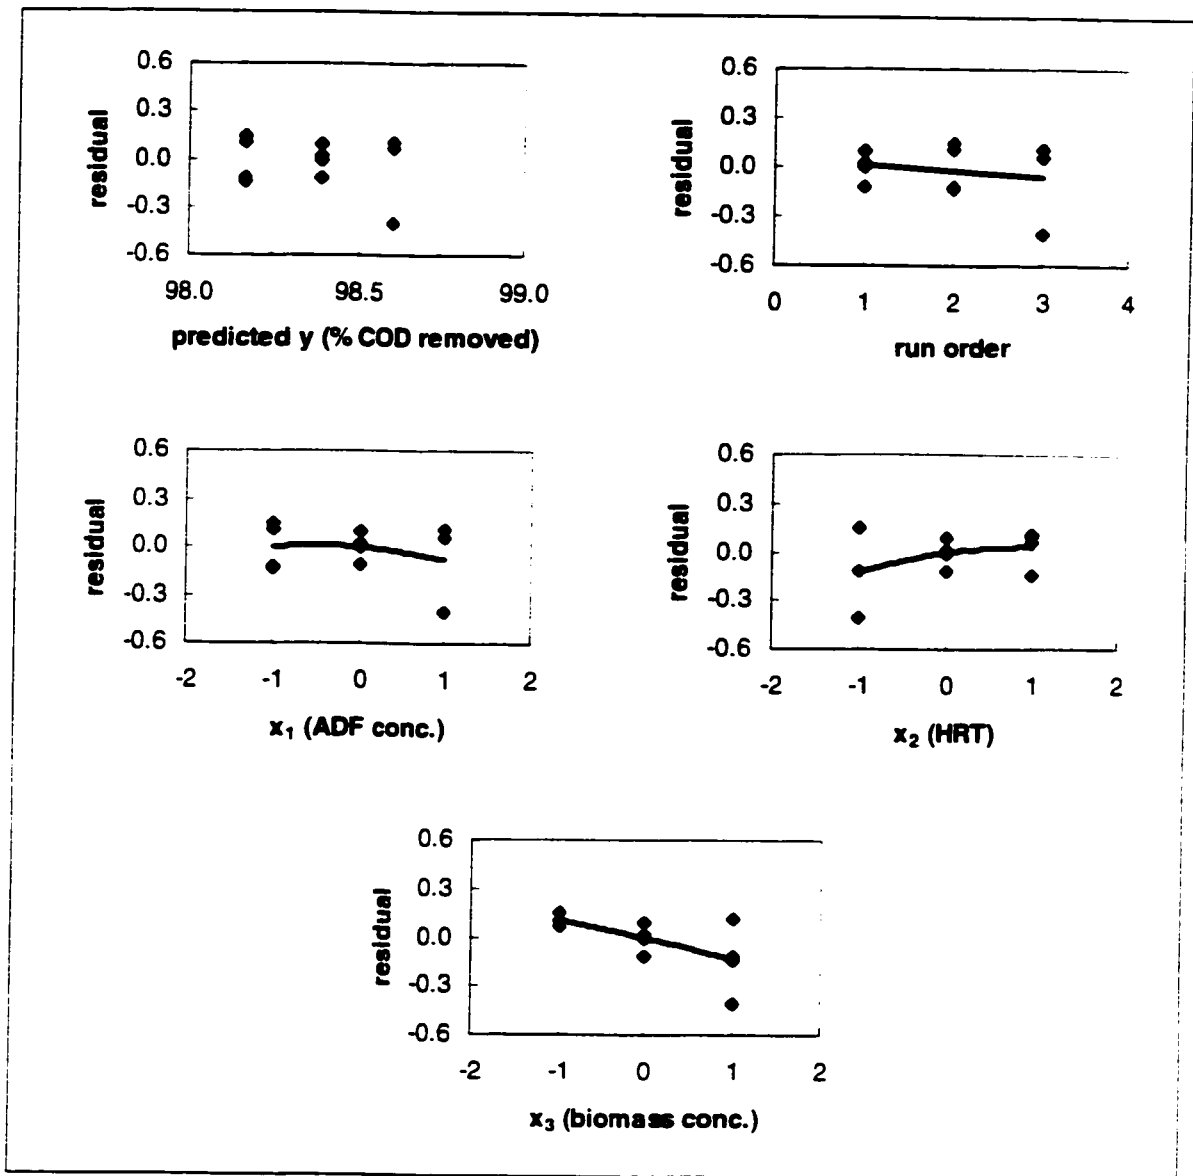 0.6
0.3
0.0
-0.3
-0.6
residual
98.0 98.5 99.0
predicted y (% COD removed)
0.6
0.3
0.0
-0.3
-0.6
residual
0 1 2 3 4
run order
0.6
0.3
0.0
-0.3
-0.6
residual
-2 -1 0 1 2
x₁ (ADF conc.)
0.6
0.3
0.0
-0.3
-0.6
residual
-2 -1 0 1 2
x₂ (HRT)
0.6
0.3
0.0
-0.3
-0.6
residual
-2 -1 0 1 2
x₃ (biomass conc.)